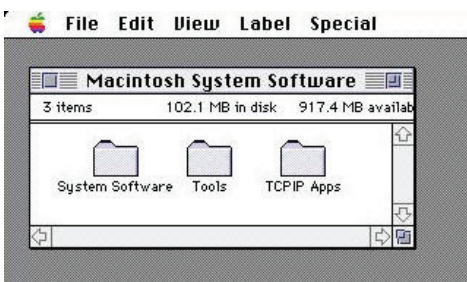 File Edit View Label Special
Macintosh System Software
3 items 102.1 MB in disk 917.4 MB availab
System Software Tools TCPIP Apps